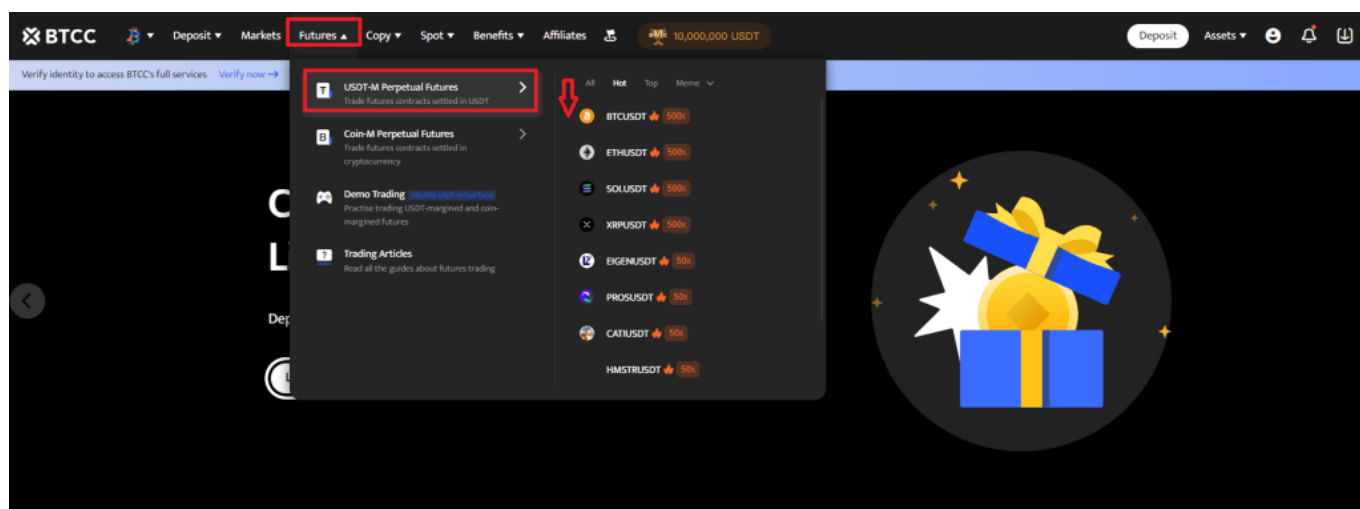 BTCC
Deposit
Markets
Futures
Copy
Spot
Benefits
Affiliates
10,000,000 USDT
Deposit
Assets
Verify identity to access BTCC's full services Verify now →
USDT-M Perpetual Futures
Trade futures contracts settled in USDT
Coin-M Perpetual Futures
Trade futures contracts settled in
cryptocurrency
Demo Trading
Practise trading USDT-margined and coin-
margined futures
Trading Articles
Read all the guides about futures trading
All Hot Top Meme
BTCUSDT 500x
ETHUSDT 500x
SOLUSDT 500x
XRPUSDT 500x
EIGENUSDT 50x
PROSUSDT 50x
CATIUSDT 50x
HMSTRUSDT 50x